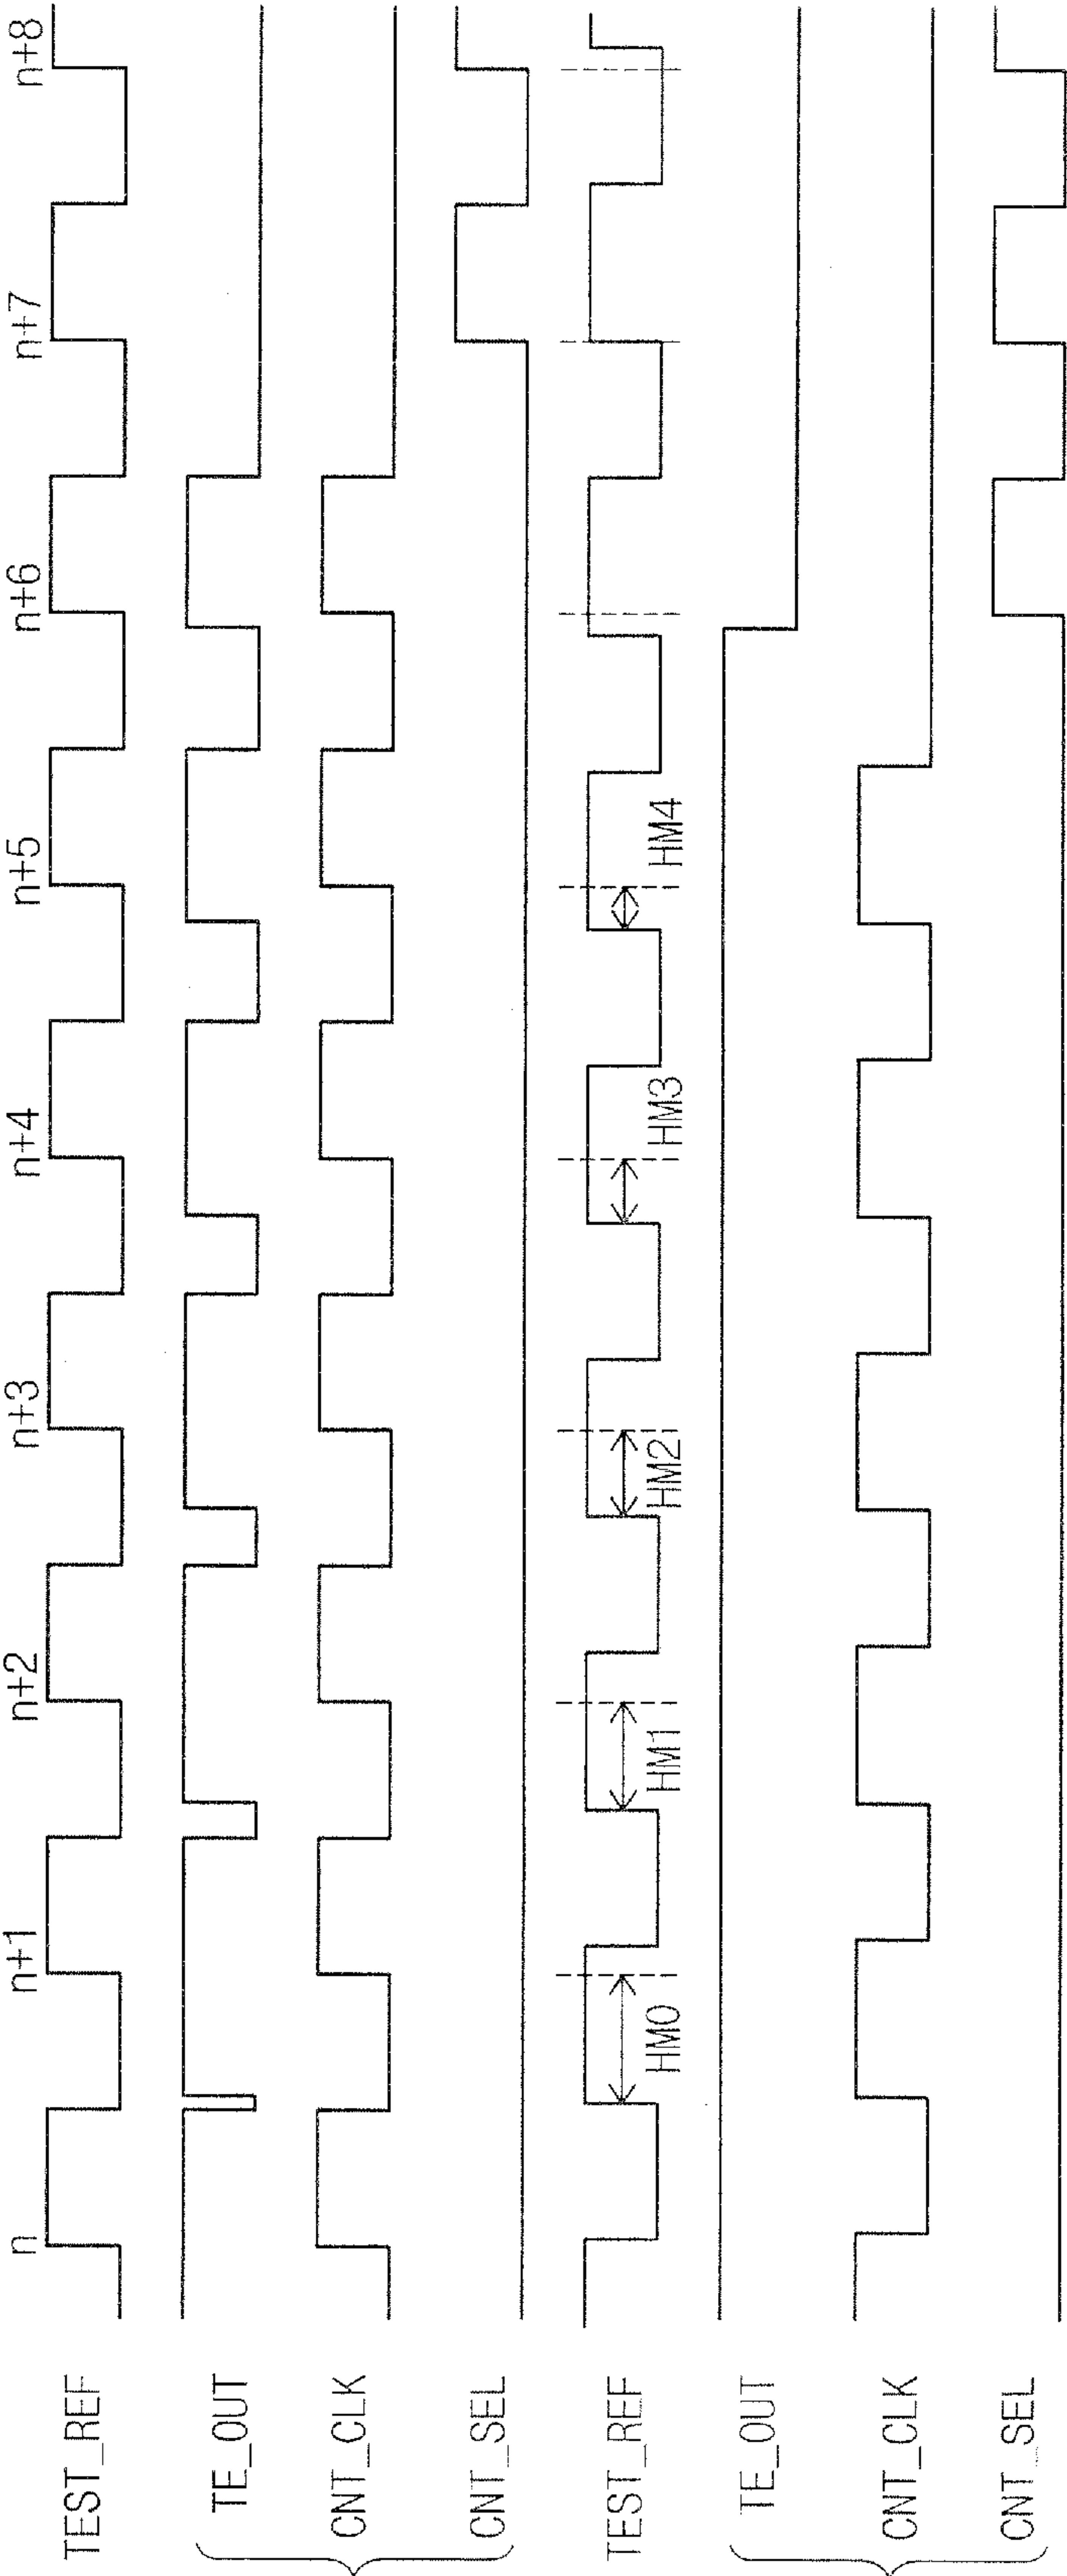 n
n+1
n+2
n+3
n+4
n+5
n+6
n+7
n+8
TEST_REF
TE_OUT
CNT_CLK
CNT_SEL
TEST_REF
HM0
HM1
HM2
HM3
HM4
TE_OUT
CNT_CLK
CNT_SEL